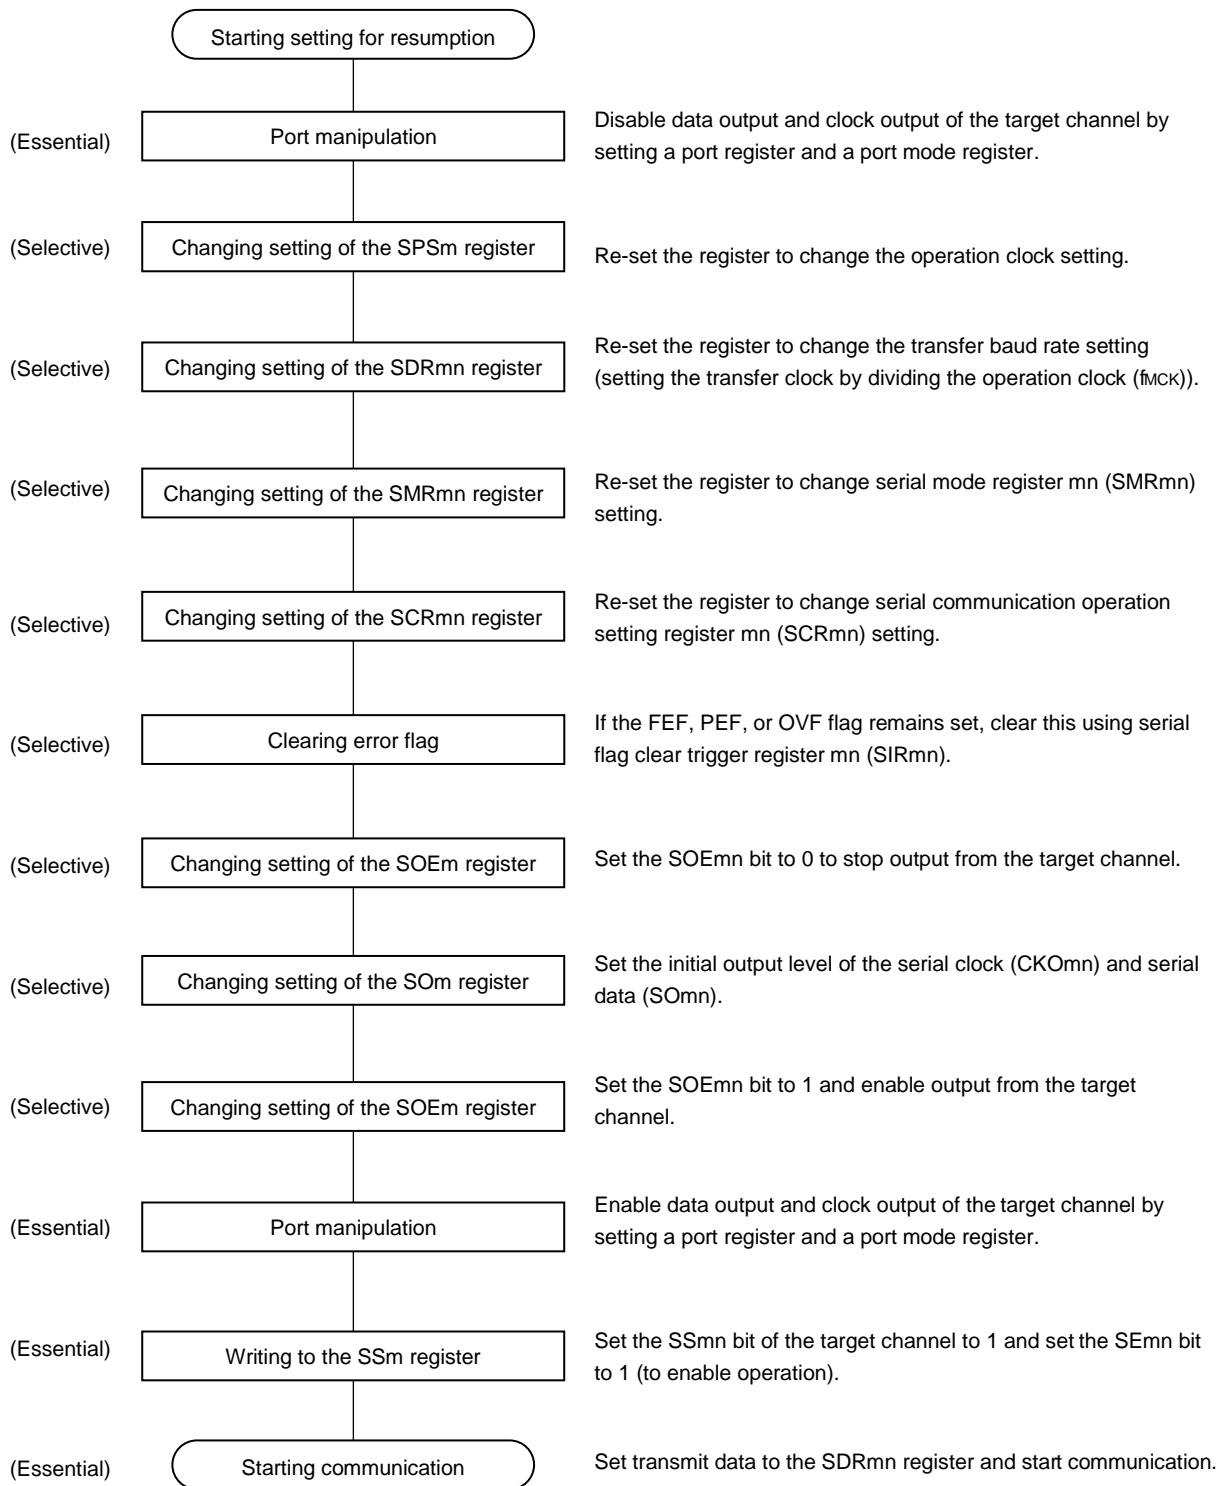 Starting setting for resumption
(Essential)
Port manipulation
Disable data output and clock output of the target channel by
setting a port register and a port mode register.
(Selective)
Changing setting of the SPSm register
Re-set the register to change the operation clock setting.
(Selective)
Changing setting of the SDRmn register
Re-set the register to change the transfer baud rate setting
(setting the transfer clock by dividing the operation clock (fMCK)).
(Selective)
Changing setting of the SMRmn register
Re-set the register to change serial mode register mn (SMRmn)
setting.
(Selective)
Changing setting of the SCRmn register
Re-set the register to change serial communication operation
setting register mn (SCRmn) setting.
(Selective)
Clearing error flag
If the FEF, PEF, or OVF flag remains set, clear this using serial
flag clear trigger register mn (SIRmn).
(Selective)
Changing setting of the SOEm register
Set the SOEmn bit to 0 to stop output from the target channel.
(Selective)
Changing setting of the SOm register
Set the initial output level of the serial clock (CKOmn) and serial
data (SOmn).
(Selective)
Changing setting of the SOEm register
Set the SOEmn bit to 1 and enable output from the target
channel.
(Essential)
Port manipulation
Enable data output and clock output of the target channel by
setting a port register and a port mode register.
(Essential)
Writing to the SSm register
Set the SSmn bit of the target channel to 1 and set the SEmn bit
to 1 (to enable operation).
(Essential)
Starting communication
Set transmit data to the SDRmn register and start communication.